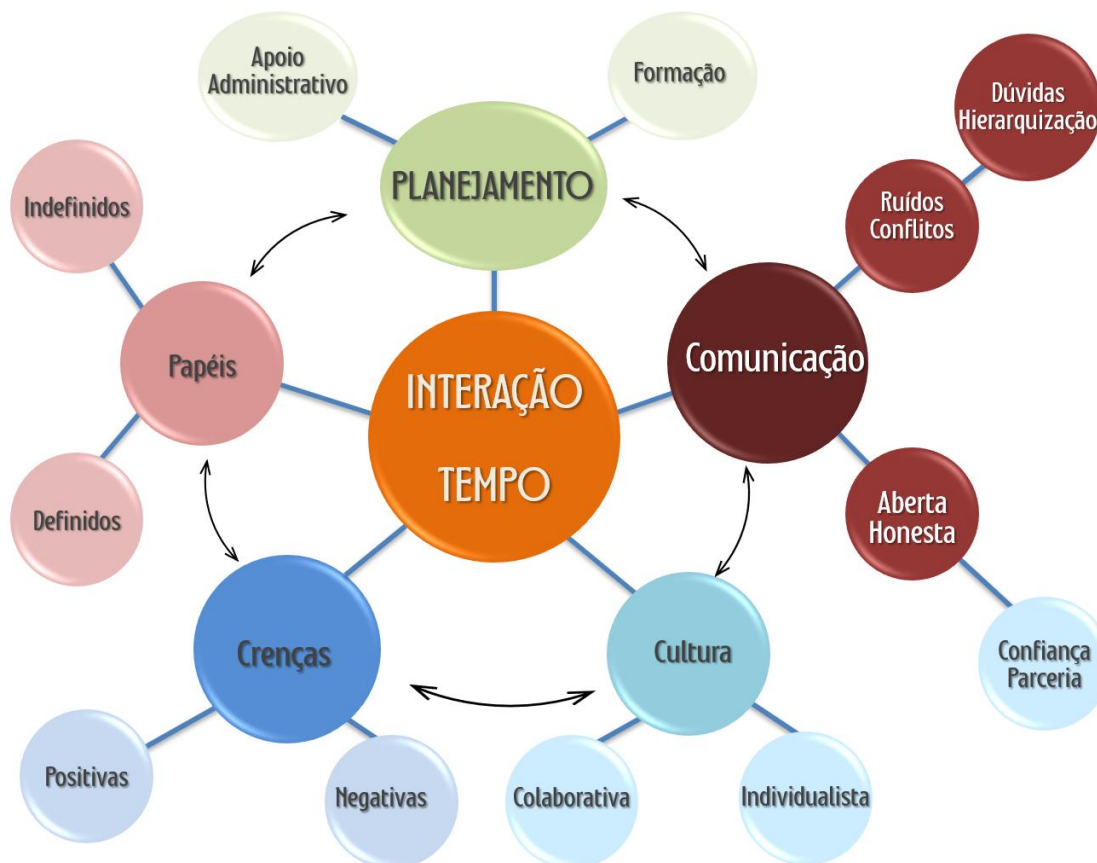 Apoio
Administrativo
Formação
Dúvidas
Hierarquização
PLANEJAMENTO
Indefinidos
Ruídos
Conflitos
Papéis
Comunicação
INTERAÇÃO
TEMPO
Definidos
Aberta
Honesta
Crenças
Cultura
Confiança
Parceria
Positivas
Negativas
Colaborativa
Individualista